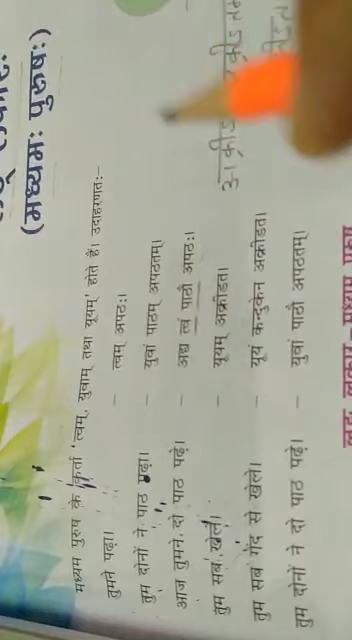 (मध्यमः पुरुषः)
मध्यम पुरुष के कर्ता 'त्वम्, युवाम् तथा यूयम्' होते हैं। उदाहरणतः–
तुमने पढ़ा। – त्वम् अपठः।
तुम दोनों ने पाठ पढ़ा। – युवां पाठम् अपठतम्।
आज तुमने दो पाठ पढ़े। – अद्य त्वं पाठौ अपठः।
तुम सब खेले। – यूयम् अक्रीडत।
तुम सब गेंद से खेले। – यूयं कन्दुकेन अक्रीडत।
तुम दोनों ने दो पाठ पढ़े। – युवां पाठौ अपठतम्।